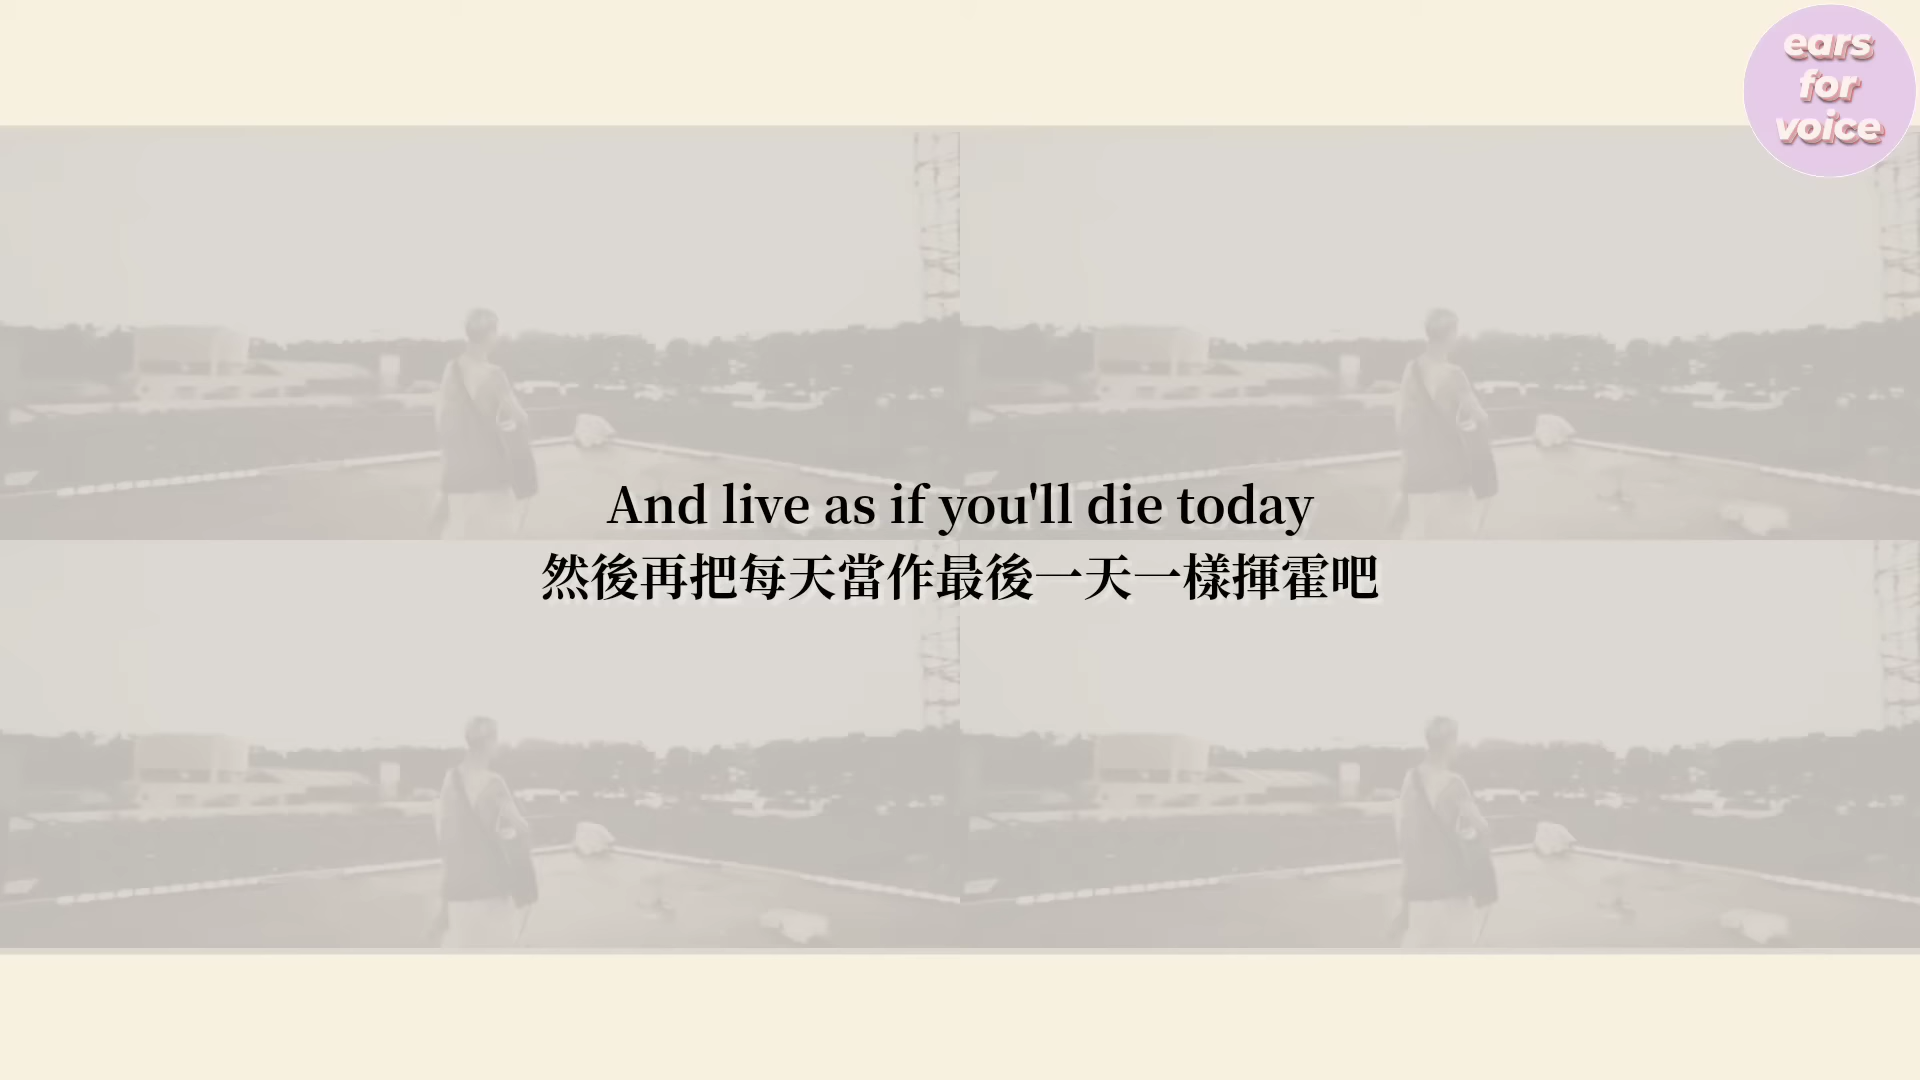 ears
for
voice
And live as if you'll die today
然後再把每天當作最後一天一樣揮霍吧